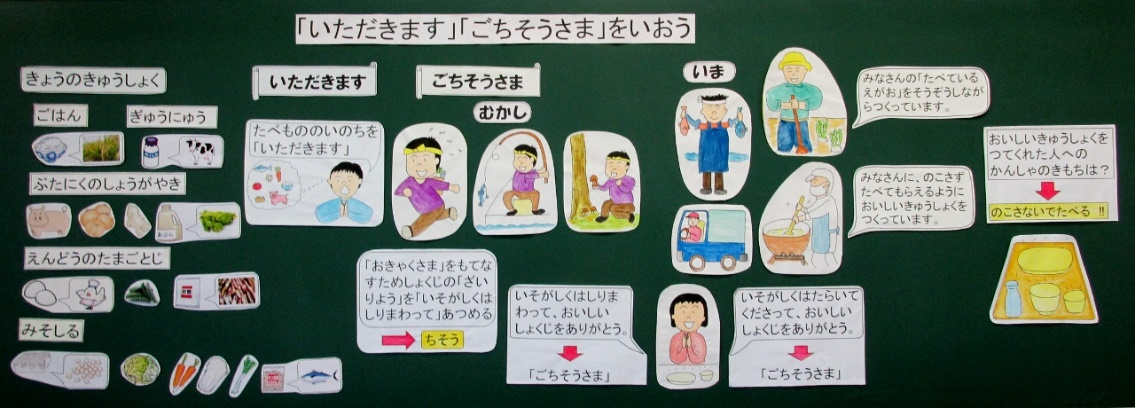 「いただきます」「ごちそうさま」をいおう
きょうのきゅうしょく
ごはん
ぎゅうにゅう
ぶたにくのしょうがやき
あぶら
えんどうのたまごとじ
みそしる
いただきます
たべもののいのちを
「いただきます」
ごちそうさま
むかし
「おきゃくさま」をもてな
すためしょくじの「ざい
りよう」を「いそがしくは
しりまわって」あつめる
ちそう
いそがしくはしりま
わって、おいしい
しょくじをありがとう。
「ごちそうさま」
いま
みなさんの「たべている
えがお」をそうぞうしなが
らつくっています。
みなさんに、のこさず
たべてもらえるように
おいしいきゅうしょくを
つくっています。
いそがしくはたらいて
くださって、おいしい
しょくじをありがとう。
「ごちそうさま」
おいしいきゅうしょくを
つてくれた人への
かんしゃのきもちは？
のこさないでたべる !!